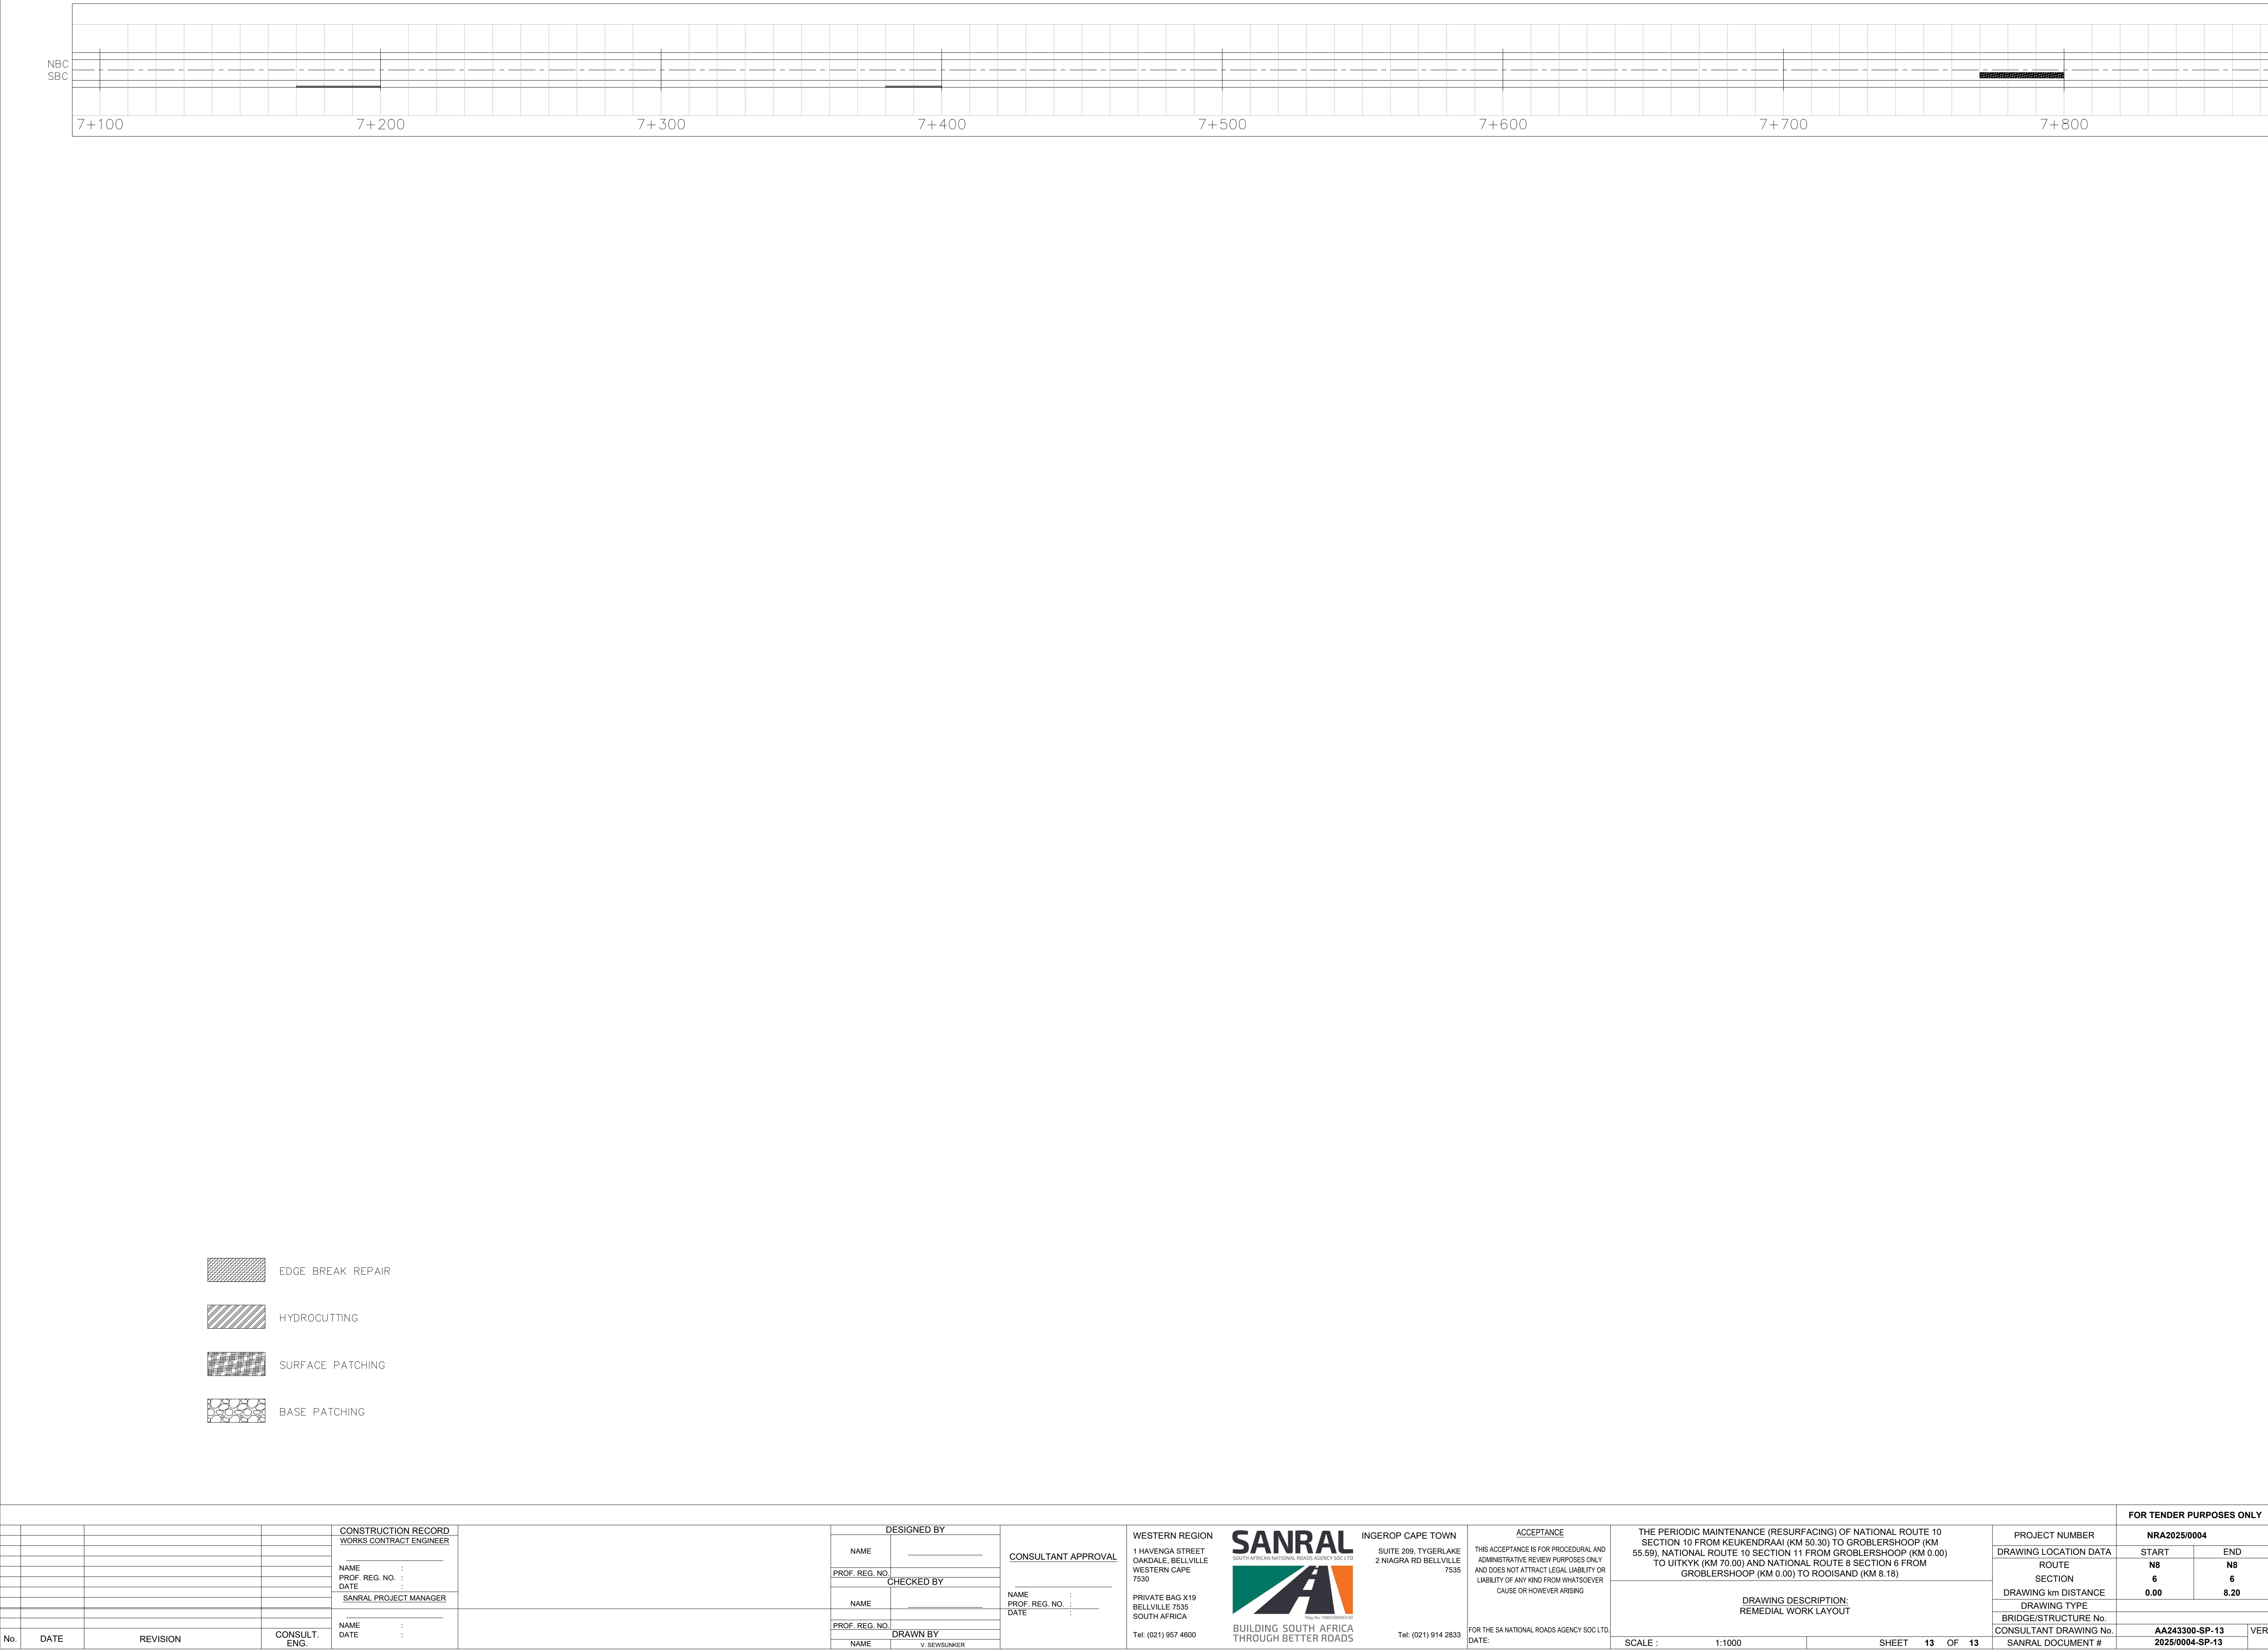 NBC
SBC
7+100
7+200
7+300
7+400
7+500
7+600
7+700
7+800
EDGE BREAK REPAIR
HYDROCUTTING
SURFACE PATCHING
BASE PATCHING
FOR TENDER PURPOSES ONLY
No.
DATE
REVISION
CONSULT.
ENG.
CONSTRUCTION RECORD
WORKS CONTRACT ENGINEER
NAME :
PROF. REG. NO. :
DATE :
SANRAL PROJECT MANAGER
NAME :
DATE :
DESIGNED BY
NAME
PROF. REG. NO.
CHECKED BY
NAME
PROF. REG. NO.
DRAWN BY
NAME V. SEWSUNKER
CONSULTANT APPROVAL
NAME :
PROF. REG. NO. :
DATE :
WESTERN REGION
1 HAVENGA STREET
OAKDALE, BELLVILLE
WESTERN CAPE
7530
PRIVATE BAG X19
BELLVILLE 7535
SOUTH AFRICA
Tel: (021) 957 4600
SANRAL
SOUTH AFRICAN NATIONAL ROADS AGENCY SOC LTD
BUILDING SOUTH AFRICA
THROUGH BETTER ROADS
INGEROP CAPE TOWN
SUITE 209, TYGERLAKE
2 NIAGRA RD BELLVILLE
7535
Tel: (021) 914 2833
ACCEPTANCE
THIS ACCEPTANCE IS FOR PROCEDURAL AND
ADMINISTRATIVE REVIEW PURPOSES ONLY
AND DOES NOT ATTRACT LEGAL LIABILITY OR
LIABILITY OF ANY KIND FROM WHATSOEVER
CAUSE OR HOWEVER ARISING
FOR THE SA NATIONAL ROADS AGENCY SOC LTD.
DATE:
THE PERIODIC MAINTENANCE (RESURFACING) OF NATIONAL ROUTE 10
SECTION 10 FROM KEUKENDRAAI (KM 50.30) TO GROBLERSHOOP (KM
55.59), NATIONAL ROUTE 10 SECTION 11 FROM GROBLERSHOOP (KM 0.00)
TO UITKYK (KM 70.00) AND NATIONAL ROUTE 8 SECTION 6 FROM
GROBLERSHOOP (KM 0.00) TO ROOISAND (KM 8.18)
DRAWING DESCRIPTION:
REMEDIAL WORK LAYOUT
SCALE : 1:1000
SHEET 13 OF 13
PROJECT NUMBER NRA2025/0004
DRAWING LOCATION DATA START END
ROUTE N8 N8
SECTION 6 6
DRAWING km DISTANCE 0.00 8.20
DRAWING TYPE
BRIDGE/STRUCTURE No.
CONSULTANT DRAWING No. AA243300-SP-13
SANRAL DOCUMENT # 2025/0004-SP-13